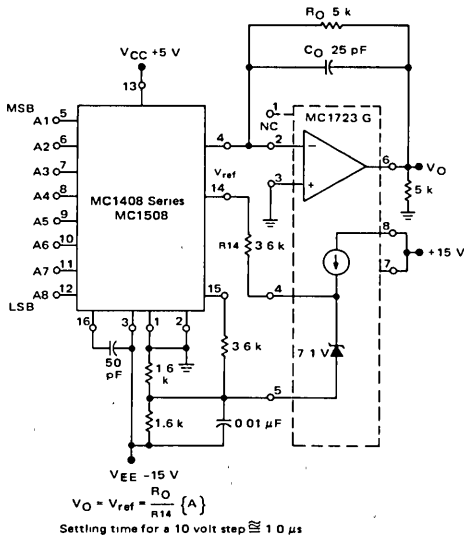 RO 5 k
CO 25 pF
VCC +5 V
13
MSB
A1 5
A2 6
A3 7
A4 8
A5 9
A6 10
A7 11
A8 12
LSB
MC1408 Series
MC1508
4
Vref
14
15
16
3
1
2
50
pF
1 6
k
1.6 k
3 6 k
0 01 μF
VEE -15 V
R14
3 6 k
1
NC
2
3
4
5
MC1723 G
6
VO
5 k
8
7
+15 V
7 1 V
VO = Vref = RO/R14 {A}
Settling time for a 10 volt step ≅ 1 0 μs